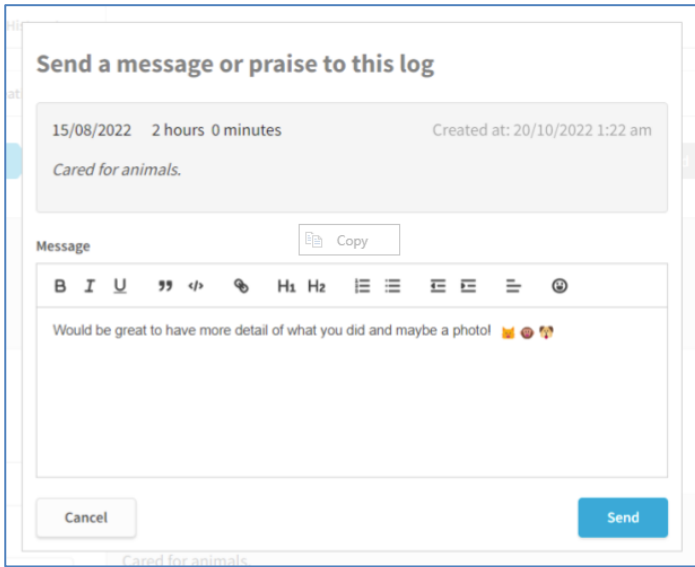 His
Send a message or praise to this log
at
15/08/2022 2 hours 0 minutes Created at: 20/10/2022 1:22 am
Cared for animals.
Copy
Message
B I U ” </> H1 H2
Would be great to have more detail of what you did and maybe a photo! 🐱 🐵 🐶
Cancel Send
Cared for animals.